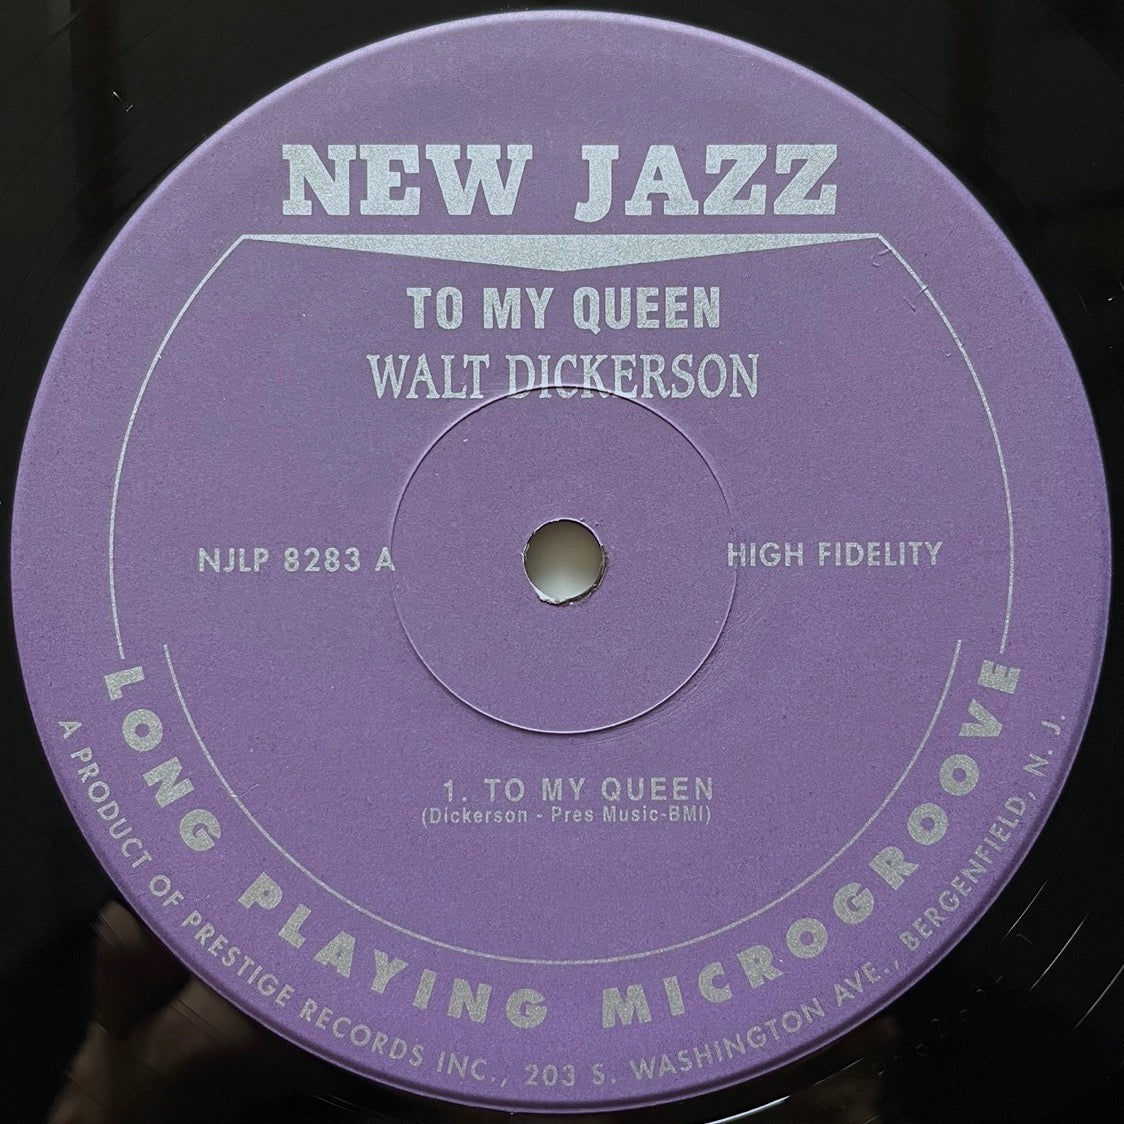 NEW JAZZ
TO MY QUEEN
WALT DICKERSON
NJLP 8283 A
HIGH FIDELITY
1. TO MY QUEEN
(Dickerson - Pres Music-BMI)
LONG PLAYING MICROGROOVE
A PRODUCT OF PRESTIGE RECORDS INC., 203 S. WASHINGTON AVE., BERGENFIELD, N. J.